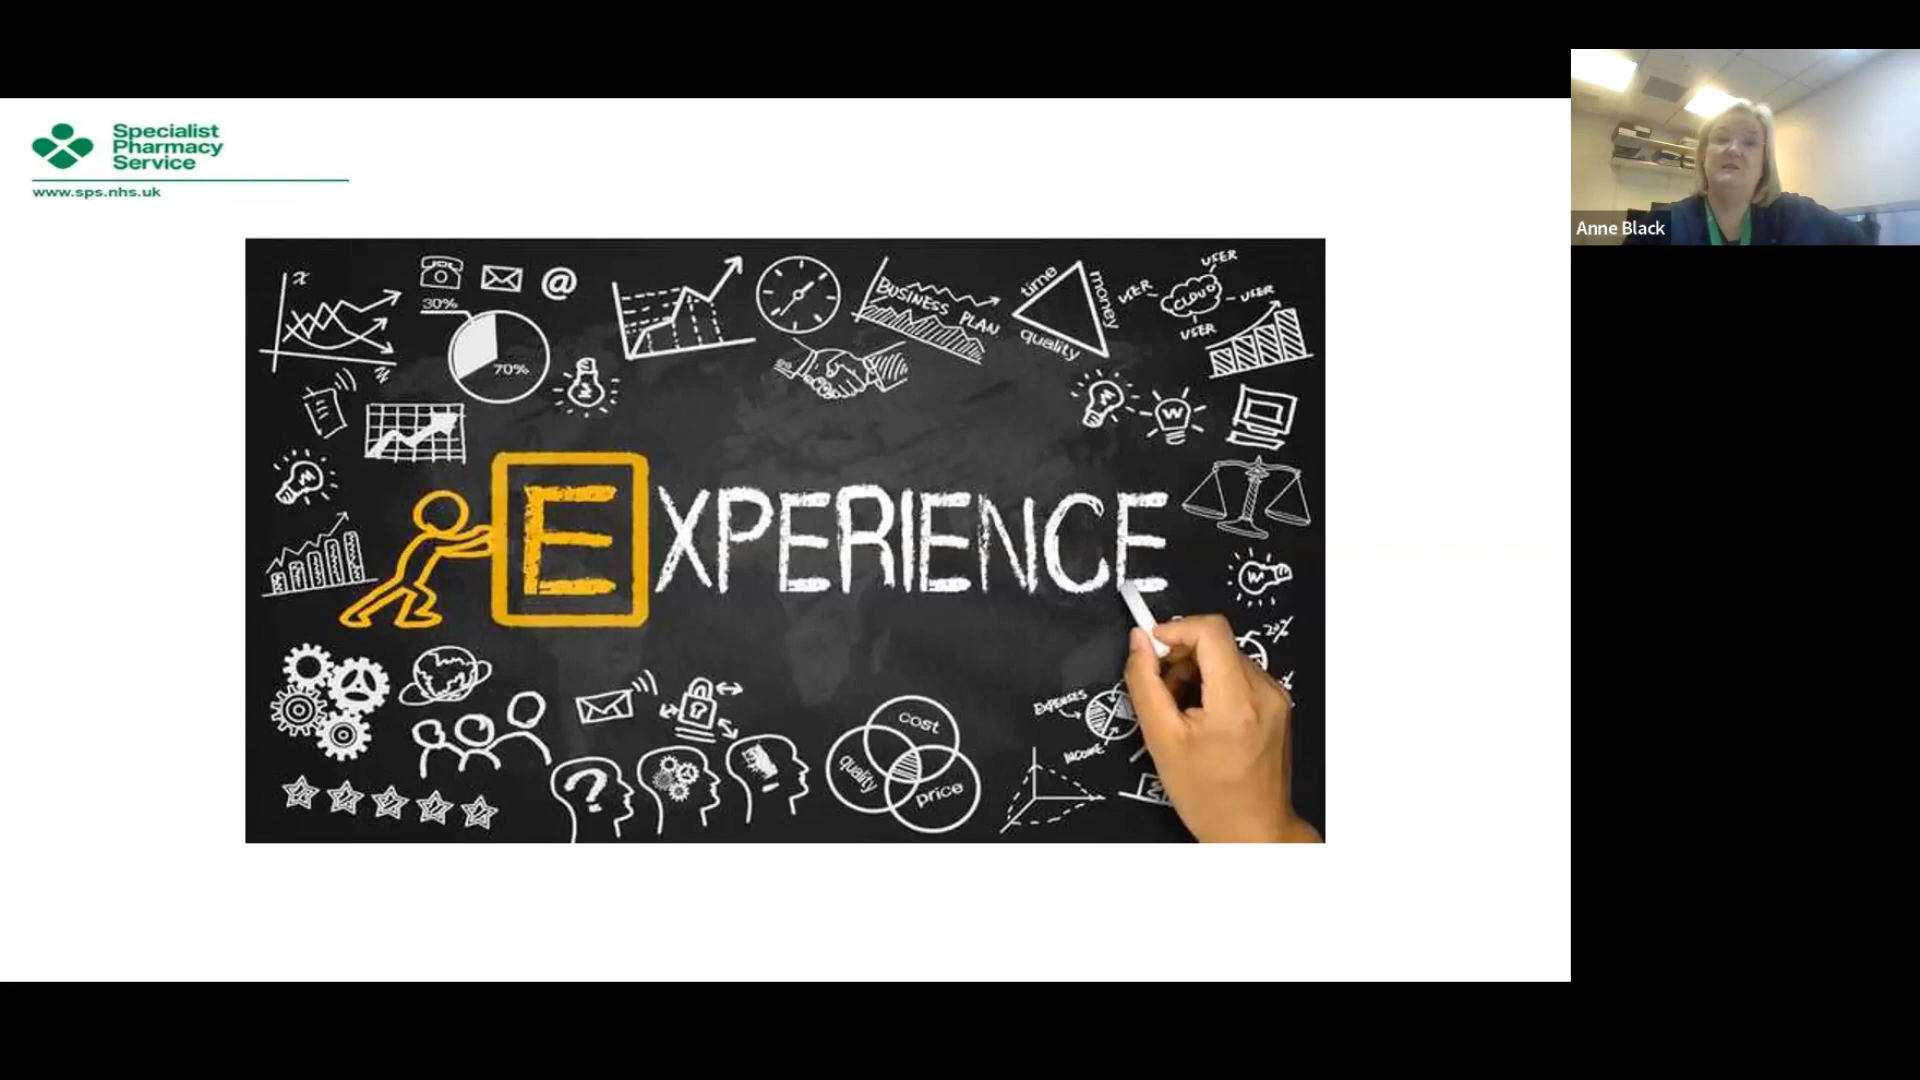 Specialist
Pharmacy
Service
www.sps.nhs.uk
Anne Black
x
@
30%
70%
BUSINESS PLAN
time
money
quality
USER
USER
CLOUD
USER
USER
EXPERIENCE
20%
?
cost
quality
price
EXPENSES
INCOME